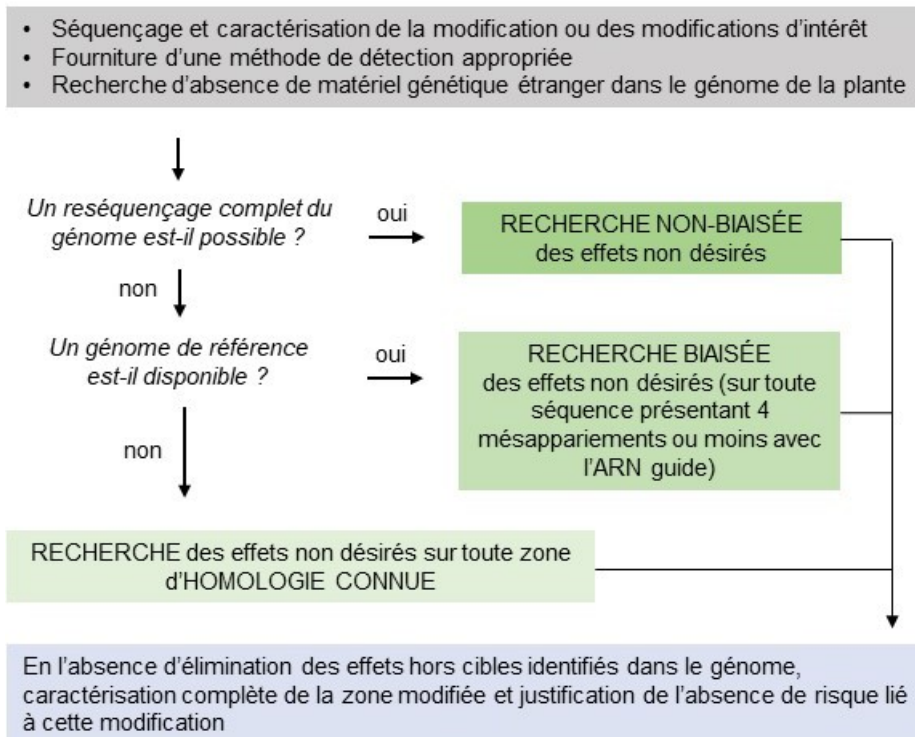 • Séquençage et caractérisation de la modification ou des modifications d'intérêt
• Fourniture d'une méthode de détection appropriée
• Recherche d'absence de matériel génétique étranger dans le génome de la plante
Un reséquençage complet du
génome est-il possible ?
oui
RECHERCHE NON-BIAISÉE
des effets non désirés
non
Un génome de référence
est-il disponible ?
oui
RECHERCHE BIAISÉE
des effets non désirés (sur toute
séquence présentant 4
mésappariements ou moins avec
l'ARN guide)
non
RECHERCHE des effets non désirés sur toute zone
d'HOMOLOGIE CONNUE
En l'absence d'élimination des effets hors cibles identifiés dans le génome,
caractérisation complète de la zone modifiée et justification de l'absence de risque lié
à cette modification